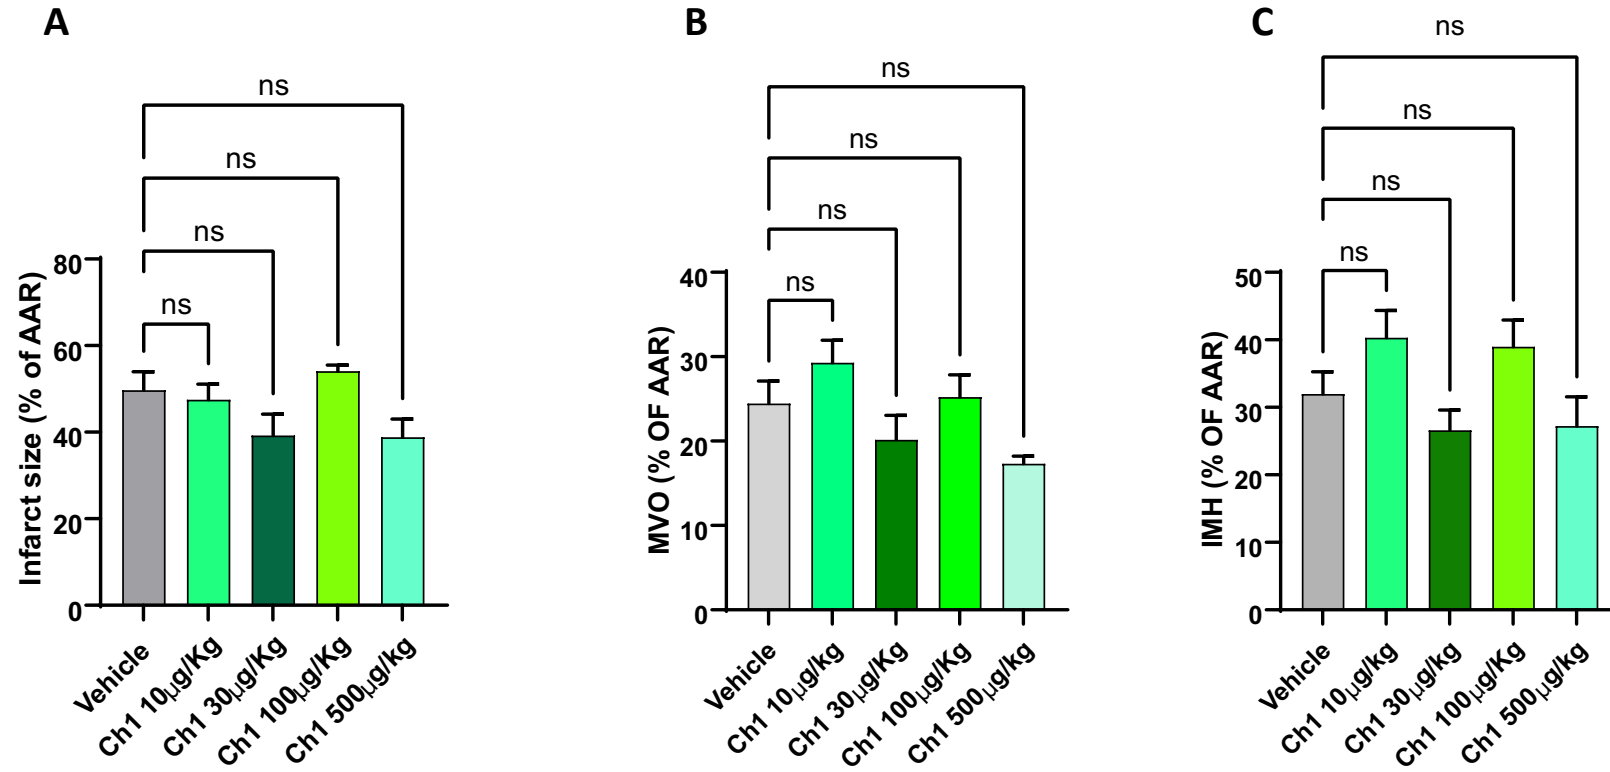 A
ns
ns
ns
ns
Infarct size (% of AAR)
80
60
40
20
0
Vehicle
Ch1 10μg/Kg
Ch1 30μg/Kg
Ch1 100μg/Kg
Ch1 500μg/kg
B
ns
ns
ns
ns
MVO (% OF AAR)
40
30
20
10
0
Vehicle
Ch1 10μg/kg
Ch1 30μg/Kg
Ch1 100μg/Kg
Ch1 500μg/kg
C
ns
ns
ns
ns
IMH (% OF AAR)
50
40
30
20
10
0
Vehicle
Ch1 10μg/kg
Ch1 30μg/kg
Ch1 100μg/Kg
Ch1 500μg/kg